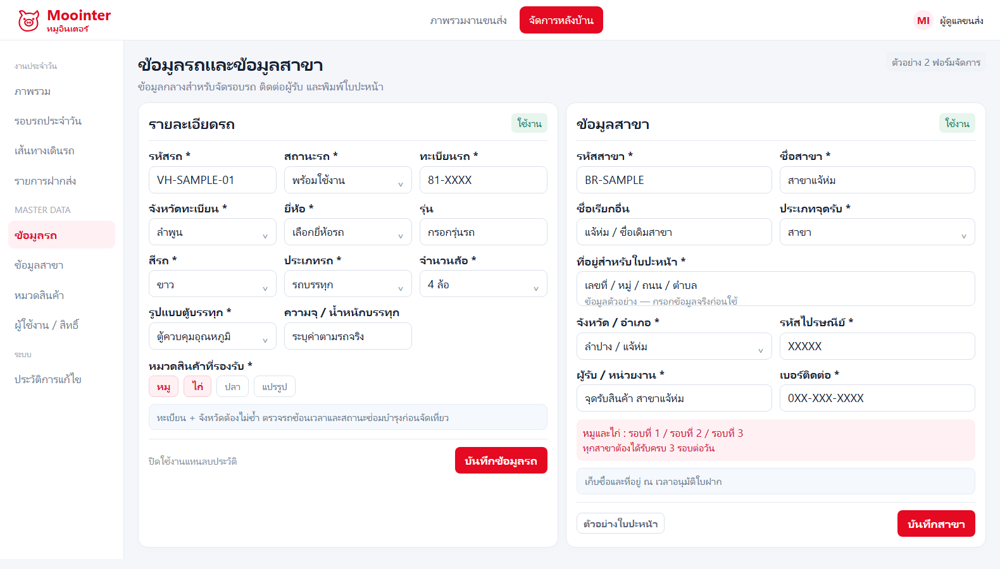 Moointer
หมูอินเตอร์
ภาพรวมงานขนส่ง
จัดการหลังบ้าน
MI
ผู้ดูแลขนส่ง
งานประจำวัน
ภาพรวม
รอบรถประจำวัน
เส้นทางเดินรถ
รายการฝากส่ง
MASTER DATA
ข้อมูลรถ
ข้อมูลสาขา
หมวดสินค้า
ผู้ใช้งาน / สิทธิ์
ระบบ
ประวัติการแก้ไข
ข้อมูลรถและข้อมูลสาขา
ตัวอย่าง 2 ฟอร์มจัดการ
ข้อมูลกลางสำหรับจัดรอบรถ ติดต่อผู้รับ และพิมพ์ใบปะหน้า
รายละเอียดรถ
ใช้งาน
รหัสรถ *
สถานะรถ *
ทะเบียนรถ *
VH-SAMPLE-01
พร้อมใช้งาน
81-XXXX
จังหวัดทะเบียน *
ยี่ห้อ *
รุ่น
ลำพูน
เลือกยี่ห้อรถ
กรอกรุ่นรถ
สีรถ *
ประเภทรถ *
จำนวนล้อ *
ขาว
รถบรรทุก
4 ล้อ
รูปแบบตู้บรรทุก *
ความจุ / น้ำหนักบรรทุก
ตู้ควบคุมอุณหภูมิ
ระบุค่าตามรถจริง
หมวดสินค้าที่รองรับ *
หมู
ไก่
ปลา
แปรรูป
ทะเบียน + จังหวัดต้องไม่ซ้ำ ตรวจรถซ้อนเวลาและสถานะซ่อมบำรุงก่อนจัดเที่ยว
ปิดใช้งานแทนลบประวัติ
บันทึกข้อมูลรถ
ข้อมูลสาขา
ใช้งาน
รหัสสาขา *
ชื่อสาขา *
BR-SAMPLE
สาขาแจ้ห่ม
ชื่อเรียกอื่น
ประเภทจุดรับ *
แจ้ห่ม / ชื่อเดิมสาขา
สาขา
ที่อยู่สำหรับใบปะหน้า *
เลขที่ / หมู่ / ถนน / ตำบล
ข้อมูลตัวอย่าง — กรอกข้อมูลจริงก่อนใช้
จังหวัด / อำเภอ *
รหัสไปรษณีย์ *
ลำปาง / แจ้ห่ม
XXXXX
ผู้รับ / หน่วยงาน *
เบอร์ติดต่อ *
จุดรับสินค้า สาขาแจ้ห่ม
0XX-XXX-XXXX
หมูและไก่ : รอบที่ 1 / รอบที่ 2 / รอบที่ 3
ทุกสาขาต้องได้รับครบ 3 รอบต่อวัน
เก็บชื่อและที่อยู่ ณ เวลาอนุมัติใบฝาก
ตัวอย่างใบปะหน้า
บันทึกสาขา